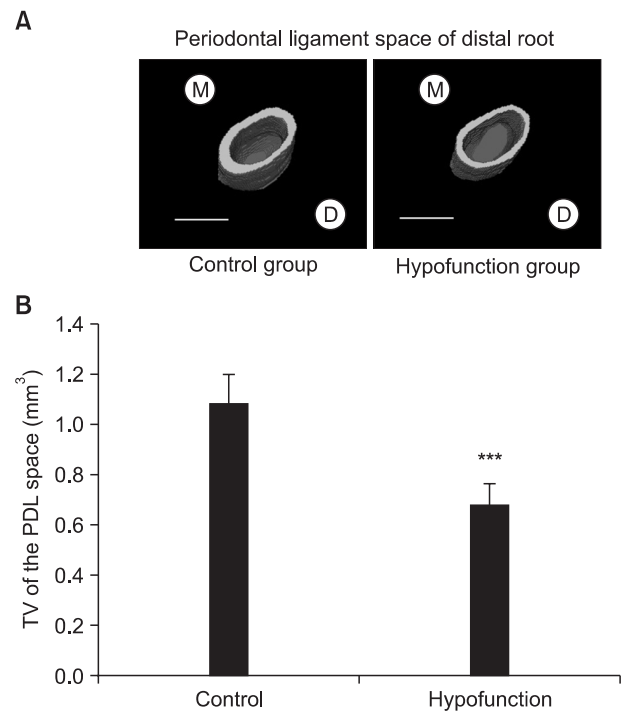 A
Periodontal ligament space of distal root
M
D
M
D
Control group
Hypofunction group
B
TV of the PDL space (mm³)
1.4
1.2
1.0
0.8
0.6
0.4
0.2
0.0
***
Control
Hypofunction